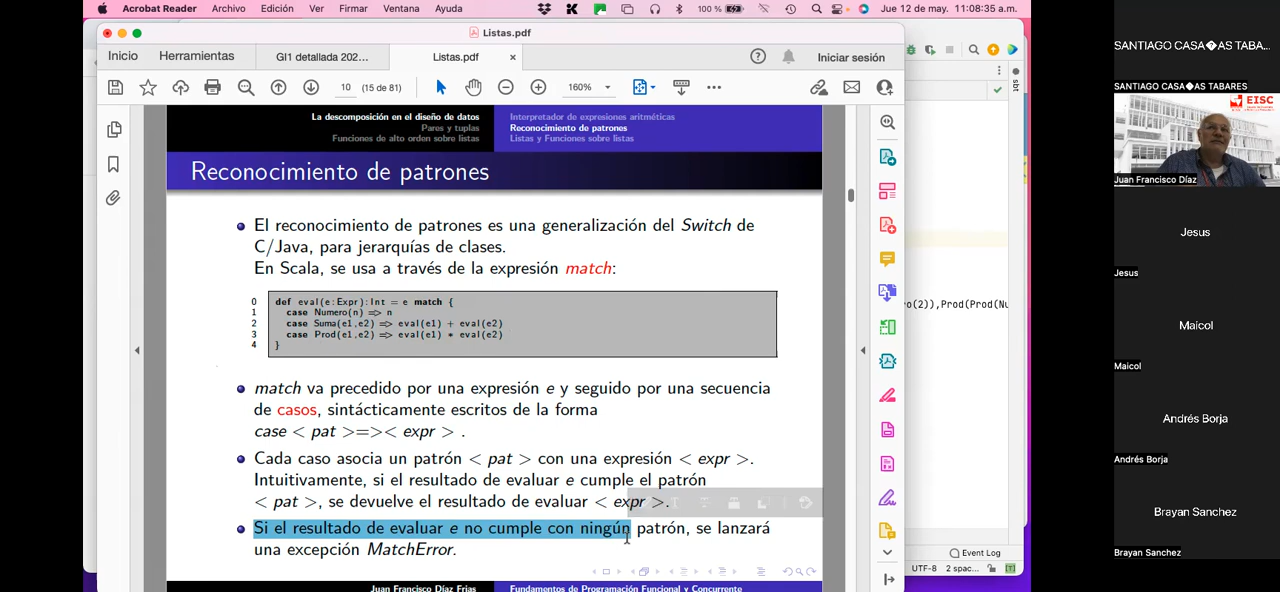 Acrobat Reader Archivo Edición Ver Firmar Ventana Ayuda 100 % Jue 12 de may. 11:08:35 a.m.
Listas.pdf
Inicio Herramientas GI1 detallada 202... Listas.pdf × Iniciar sesión
10 (15 de 81) 160%
La descomposición en el diseño de datos
Pares y tuplas
Funciones de alto orden sobre listas
Interpretador de expresiones aritméticas
Reconocimiento de patrones
Listas y Funciones sobre listas
Reconocimiento de patrones
El reconocimiento de patrones es una generalización del Switch de
C/Java, para jerarquías de clases.
En Scala, se usa a través de la expresión match:
0 def eval(e:Expr):Int = e match {
1 case Numero(n) => n
2 case Suma(e1,e2) => eval(e1) + eval(e2)
3 case Prod(e1,e2) => eval(e1) * eval(e2)
4 }
match va precedido por una expresión e y seguido por una secuencia
de casos, sintácticamente escritos de la forma
case < pat >=>< expr > .
Cada caso asocia un patrón < pat > con una expresión < expr >.
Intuitivamente, si el resultado de evaluar e cumple el patrón
< pat >, se devuelve el resultado de evaluar < expr >.
Si el resultado de evaluar e no cumple con ningún patrón, se lanzará
una excepción MatchError.
Juan Francisco Díaz Frias Fundamentos de Programación Funcional y Concurrente
sbt
ro(2)),Prod(Prod(Nu
Event Log
UTF-8 2 spac...
SANTIAGO CASA�AS TABA...
SANTIAGO CASA�AS TABARES
EISC
Juan Francisco Díaz
Jesus
Jesus
Maicol
Maicol
Andrés Borja
Andrés Borja
Brayan Sanchez
Brayan Sanchez